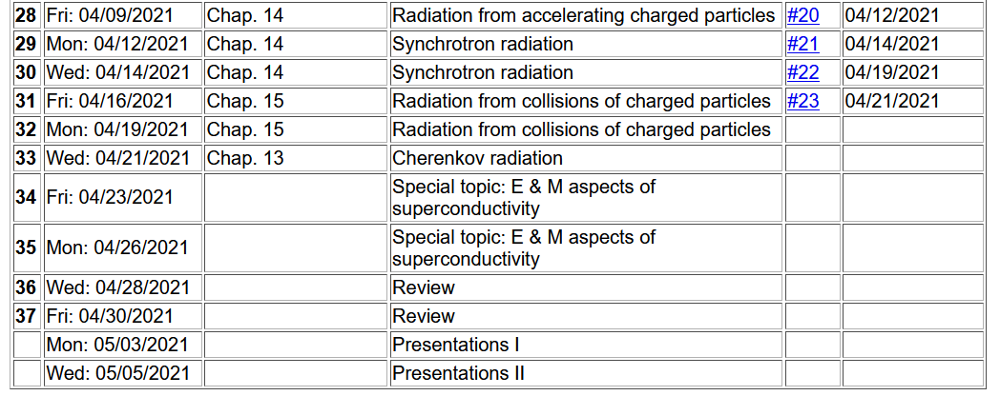 28 Fri: 04/09/2021 Chap. 14 Radiation from accelerating charged particles #20 04/12/2021
29 Mon: 04/12/2021 Chap. 14 Synchrotron radiation #21 04/14/2021
30 Wed: 04/14/2021 Chap. 14 Synchrotron radiation #22 04/19/2021
31 Fri: 04/16/2021 Chap. 15 Radiation from collisions of charged particles #23 04/21/2021
32 Mon: 04/19/2021 Chap. 15 Radiation from collisions of charged particles
33 Wed: 04/21/2021 Chap. 13 Cherenkov radiation
34 Fri: 04/23/2021 Special topic: E & M aspects of
superconductivity
35 Mon: 04/26/2021 Special topic: E & M aspects of
superconductivity
36 Wed: 04/28/2021 Review
37 Fri: 04/30/2021 Review
Mon: 05/03/2021 Presentations I
Wed: 05/05/2021 Presentations II